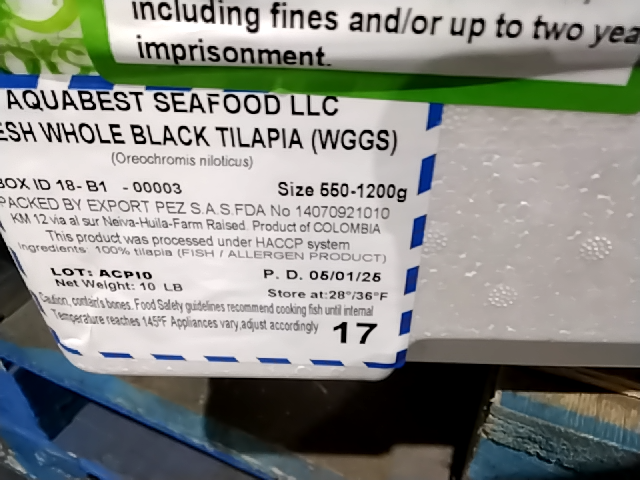 including fines and/or up to two yea
imprisonment.
AQUABEST SEAFOOD LLC
ESH WHOLE BLACK TILAPIA (WGGS)
(Oreochromis niloticus)
BOX ID 18-B1 -00003 Size 550-1200g
PACKED BY EXPORT PEZ S.A.S.FDA No 14070921010
KM 12 via al sur Neiva-Huila-Farm Raised. Product of COLOMBIA
This product was processed under HACCP system
Ingredients: 100% tilapia (FISH / ALLERGEN PRODUCT)
LOT: ACP10 P. D. 05/01/25
Net Weight: 10 LB Store at:28°/36°F
Caution, contain's bones. Food Safety guidelines recommend cooking fish until internal
Temperature reaches 145ºF Appliances vary,adjust accordingly 17